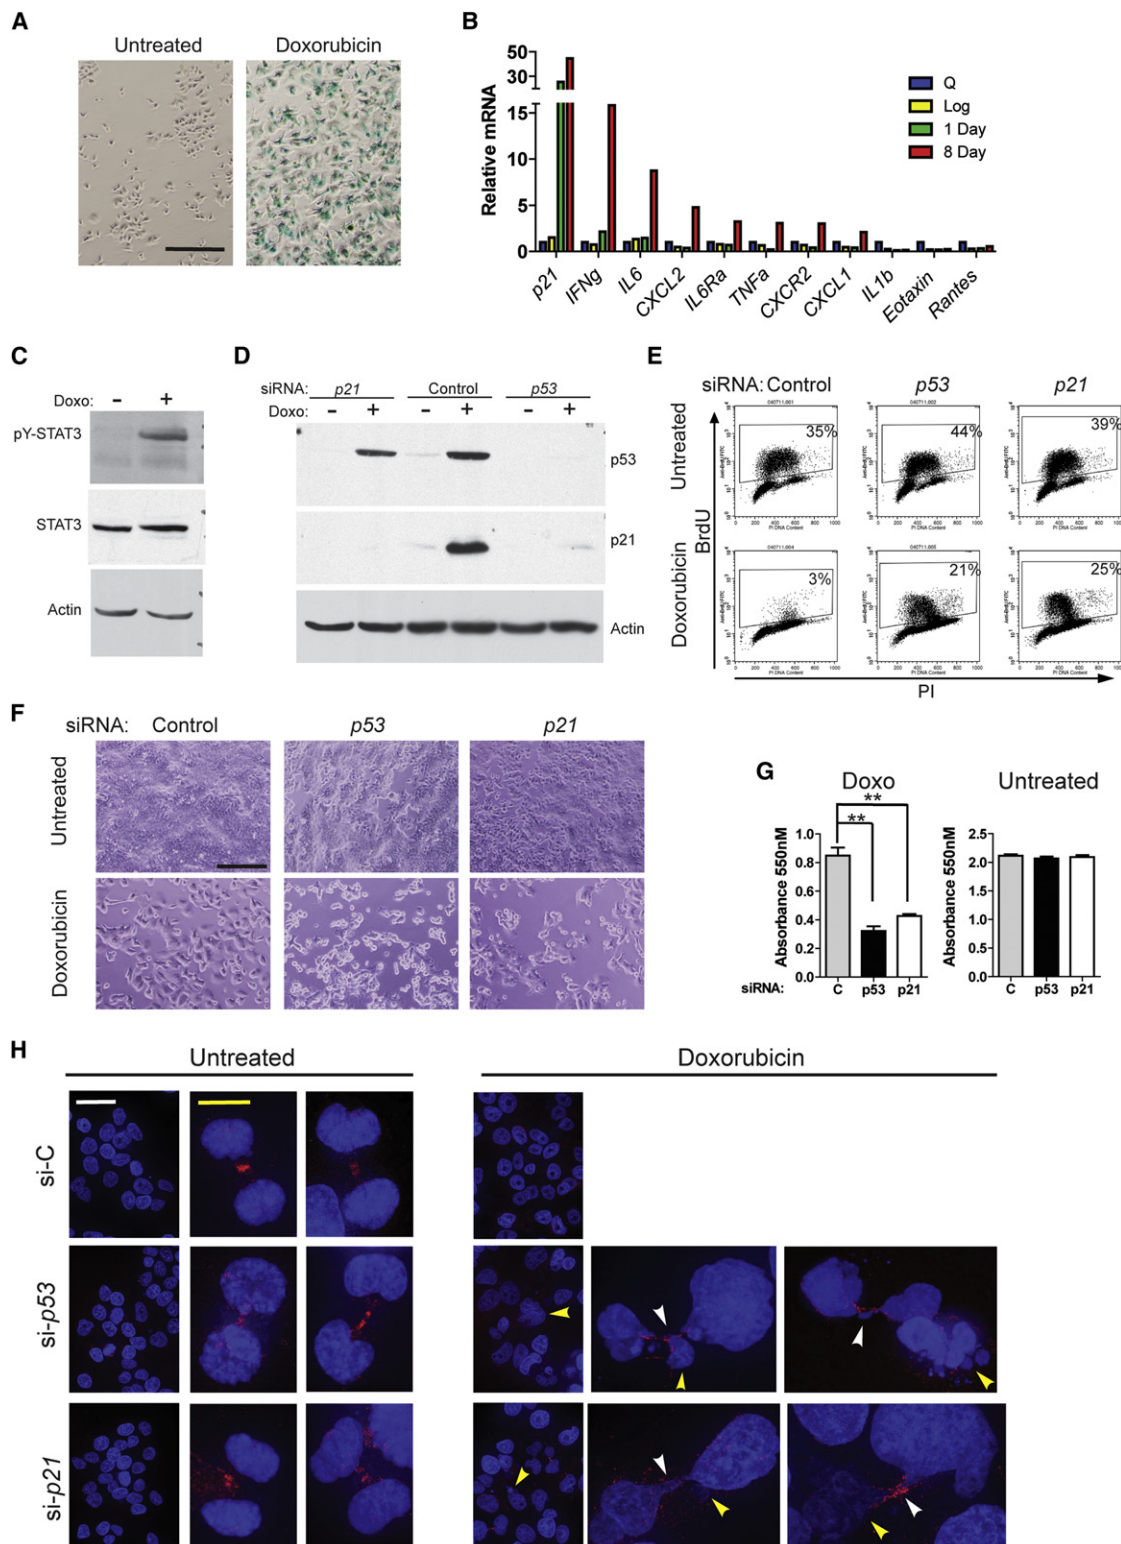 A
Untreated
Doxorubicin
B
50
30
15
10
5
0
Relative mRNA
Q
Log
1 Day
8 Day
p21
IFNg
IL6
CXCL2
IL6Ra
TNFa
CXCR2
CXCL1
IL1b
Eotaxin
Rantes
C
Doxo: - +
pY-STAT3
STAT3
Actin
D
siRNA: p21 Control p53
Doxo: - + - + - +
p53
p21
Actin
E
siRNA: Control p53 p21
Untreated
35%
44%
39%
BrdU
Doxorubicin
3%
21%
25%
PI DNA Content
PI
F
siRNA: Control p53 p21
Untreated
Doxorubicin
G
Doxo
Untreated
**
**
Absorbance 550nM
1.0
0.8
0.6
0.4
0.2
0.0
siRNA: C p53 p21
Absorbance 550nM
2.5
2.0
1.5
1.0
0.5
0.0
C p53 p21
H
Untreated
Doxorubicin
si-C
si-p53
si-p21